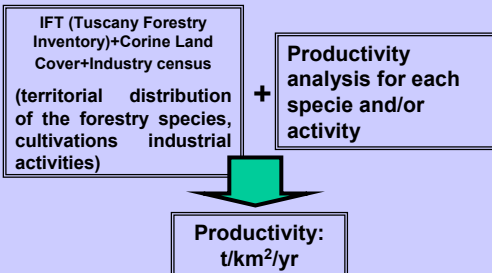 IFT (Tuscany Forestry
Inventory)+Corine Land
Cover+Industry census
(territorial distribution
of the forestry species,
cultivations industrial
activities)
+
Productivity
analysis for each
specie and/or
activity
Productivity:
t/km²/yr